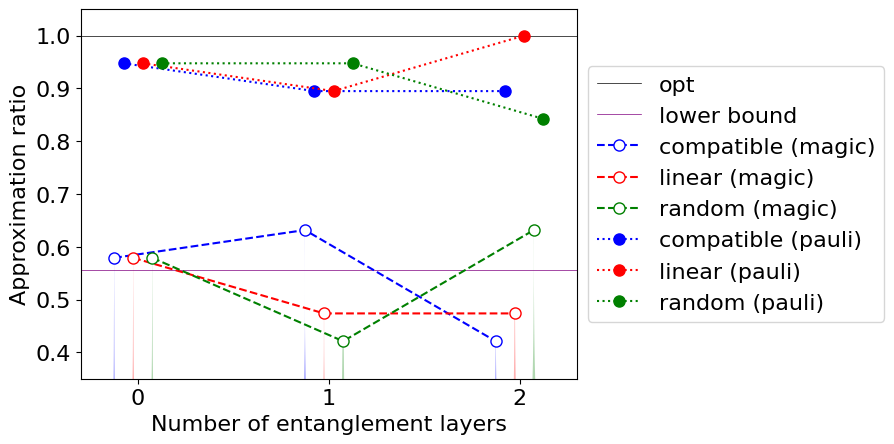 1.0
0.9
0.8
0.7
0.6
0.5
0.4
Approximation ratio
0 1 2
Number of entanglement layers
opt
lower bound
compatible (magic)
linear (magic)
random (magic)
compatible (pauli)
linear (pauli)
random (pauli)